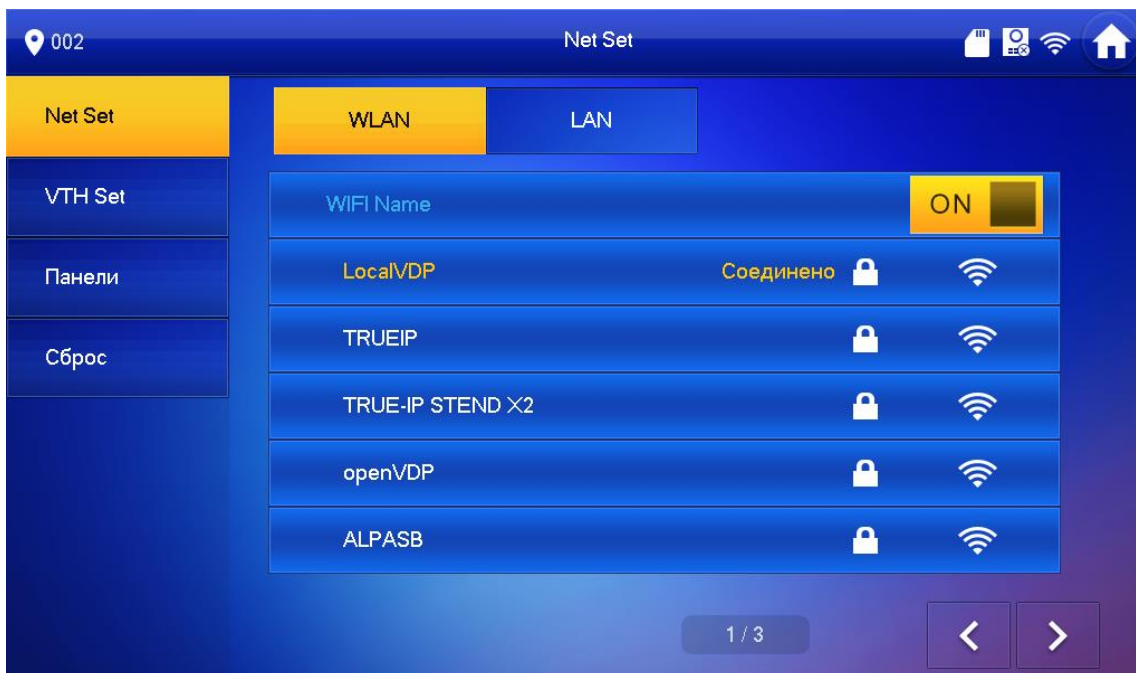 002 Net Set
Net Set
WLAN LAN
VTH Set
WIFI Name ON
Панели
LocalVDP Соединено
TRUEIP
Сброс
TRUE-IP STEND X2
openVDP
ALPASB
1 / 3